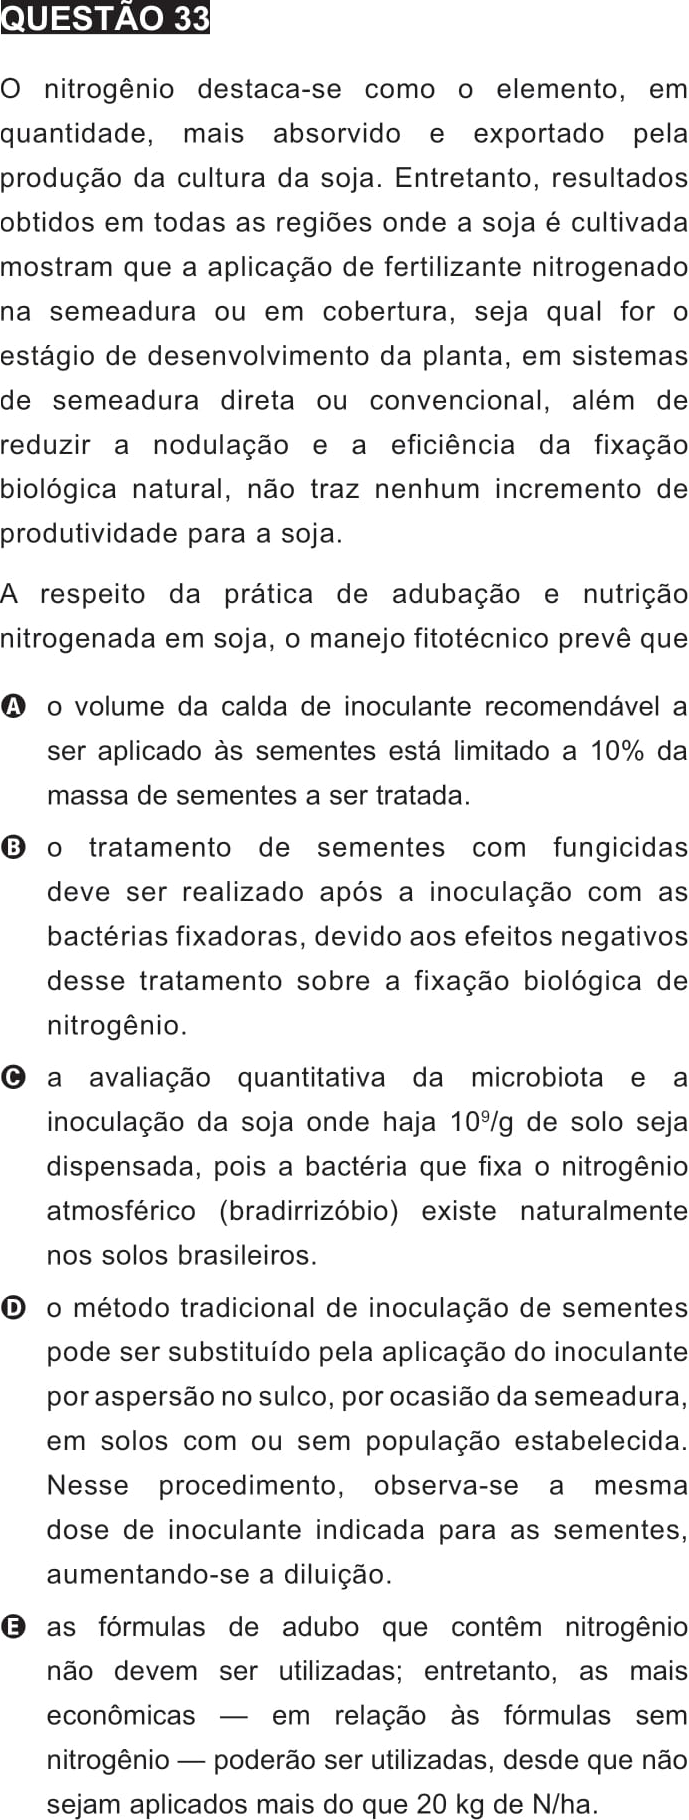 QUESTÃO 33
O nitrogênio destaca-se como o elemento, em
quantidade, mais absorvido e exportado pela
produção da cultura da soja. Entretanto, resultados
obtidos em todas as regiões onde a soja é cultivada
mostram que a aplicação de fertilizante nitrogenado
na semeadura ou em cobertura, seja qual for o
estágio de desenvolvimento da planta, em sistemas
de semeadura direta ou convencional, além de
reduzir a nodulação e a eficiência da fixação
biológica natural, não traz nenhum incremento de
produtividade para a soja.
A respeito da prática de adubação e nutrição
nitrogenada em soja, o manejo fitotécnico prevê que
A o volume da calda de inoculante recomendável a
ser aplicado às sementes está limitado a 10% da
massa de sementes a ser tratada.
B o tratamento de sementes com fungicidas
deve ser realizado após a inoculação com as
bactérias fixadoras, devido aos efeitos negativos
desse tratamento sobre a fixação biológica de
nitrogênio.
C a avaliação quantitativa da microbiota e a
inoculação da soja onde haja 10⁹/g de solo seja
dispensada, pois a bactéria que fixa o nitrogênio
atmosférico (bradirrizóbio) existe naturalmente
nos solos brasileiros.
D o método tradicional de inoculação de sementes
pode ser substituído pela aplicação do inoculante
por aspersão no sulco, por ocasião da semeadura,
em solos com ou sem população estabelecida.
Nesse procedimento, observa-se a mesma
dose de inoculante indicada para as sementes,
aumentando-se a diluição.
E as fórmulas de adubo que contêm nitrogênio
não devem ser utilizadas; entretanto, as mais
econômicas — em relação às fórmulas sem
nitrogênio — poderão ser utilizadas, desde que não
sejam aplicados mais do que 20 kg de N/ha.